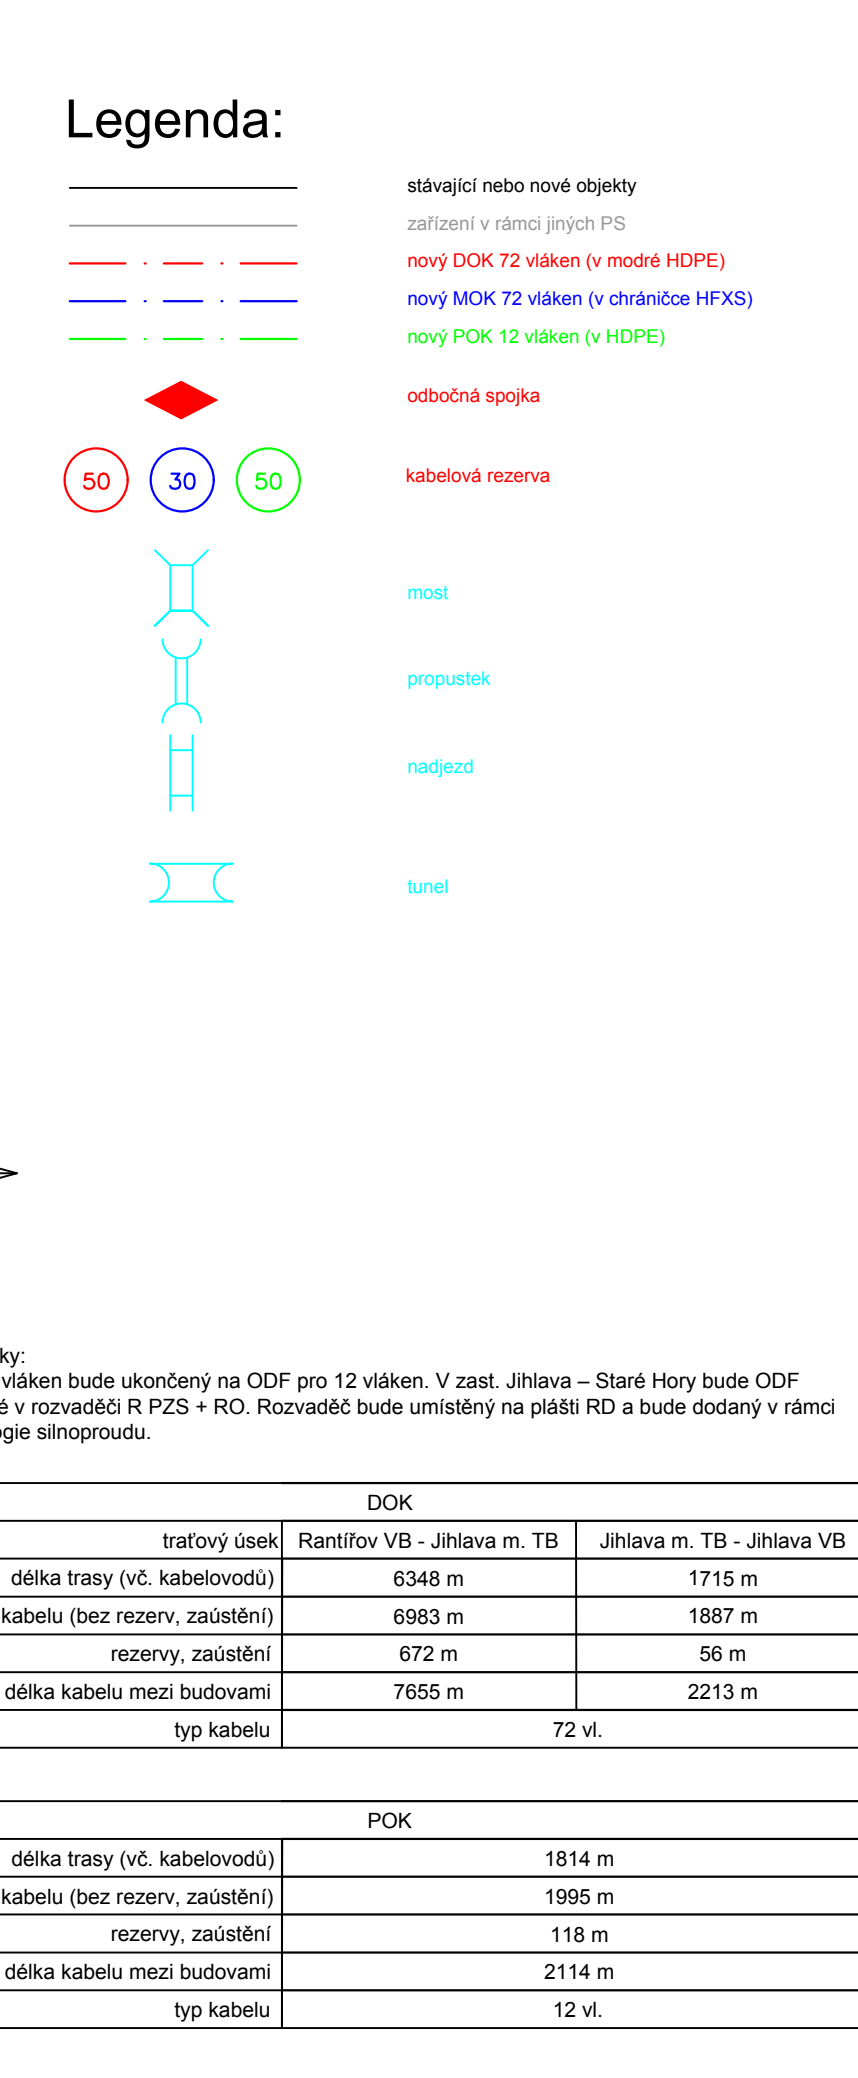 Legenda:
stávající nebo nové objekty
zařízení v rámci jiných PS
nový DOK 72 vláken (v modré HDPE)
nový MOK 72 vláken (v chráničce HFXS)
nový POK 12 vláken (v HDPE)
odbočná spojka
50 30 50 kabelová rezerva
most
propustek
nadjezd
tunel
ky:
vláken bude ukončený na ODF pro 12 vláken. V zast. Jihlava – Staré Hory bude ODF
é v rozvaděči R PZS + RO. Rozvaděč bude umístěný na plášti RD a bude dodaný v rámci
ogie silnoproudu.
DOK
traťový úsek Rantířov VB - Jihlava m. TB Jihlava m. TB - Jihlava VB
délka trasy (vč. kabelovodů) 6348 m 1715 m
kabelu (bez rezerv, zaústění) 6983 m 1887 m
rezervy, zaústění 672 m 56 m
délka kabelu mezi budovami 7655 m 2213 m
typ kabelu 72 vl.
POK
délka trasy (vč. kabelovodů) 1814 m
kabelu (bez rezerv, zaústění) 1995 m
rezervy, zaústění 118 m
délka kabelu mezi budovami 2114 m
typ kabelu 12 vl.